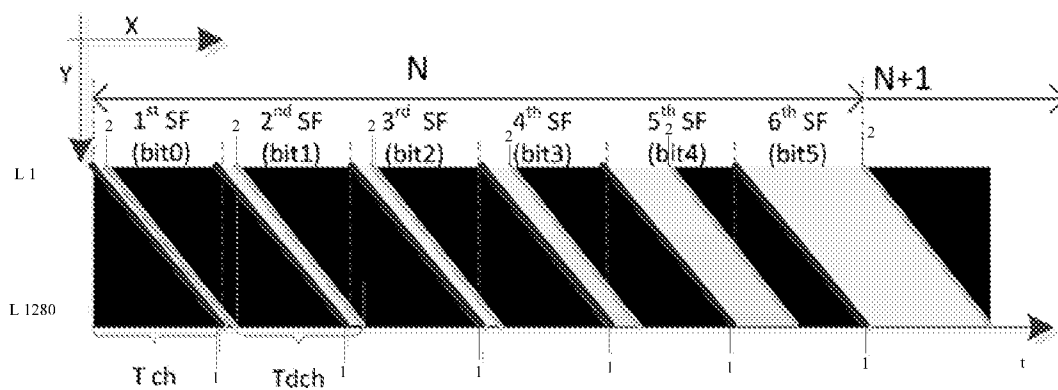 X
Y
N
N+1
1st SF
2nd SF
3rd SF
4th SF
5th SF
6th SF
2 2 2 2 2 2
(bit0) (bit1) (bit2) (bit3) (bit4) (bit5)
L 1
L 1280
T ch
Tdch
1 1 1 1 1 1
t